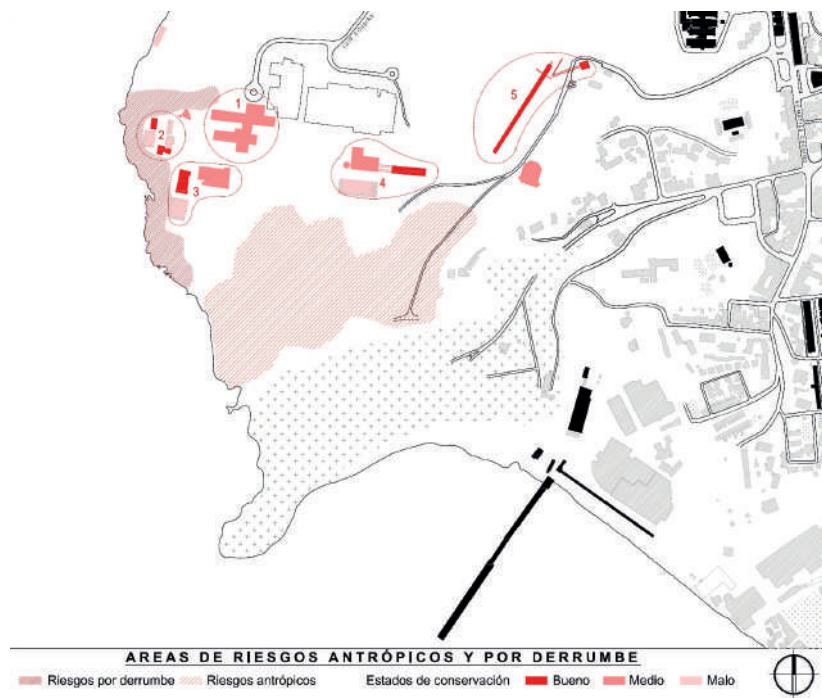 1
5
2
3
4
AREAS DE RIESGOS ANTRÓPICOS Y POR DERRUMBE
Riesgos por derrumbe Riesgos antrópicos Estados de conservación Bueno Medio Malo